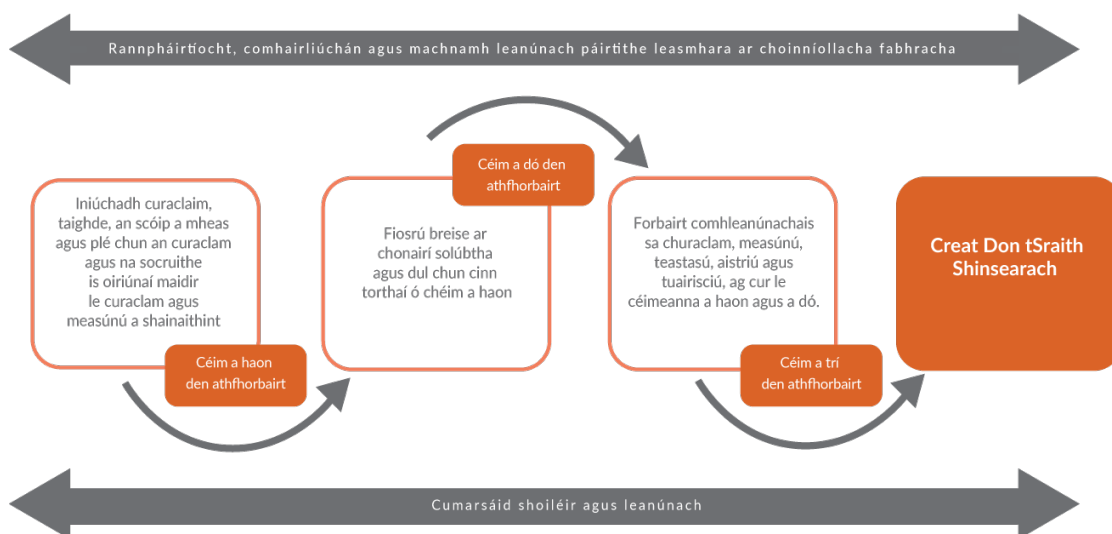 Rannpháirtíocht, comhairliúchán agus machnamh leanúnach páirtithe leasmhara ar choinníollacha fabhracha
Iniúchadh curaclaim,
taighde, an scóip a mheas
agus plé chun an curaclam
agus na socruithe
is oiriúnaí maidir
le curaclam agus
measúnú a shainaithint
Céim a haon
den athfhorbairt
Céim a dó den
athfhorbairt
Fiosrú breise ar
chonairí solúbtha
agus dul chun cinn
torthaí ó chéim a haon
Forbairt comhleanúnachais
sa churaclam, measúnú,
teastasú, aistriú agus
tuairisciú, ag cur le
céimeanna a haon agus a dó.
Céim a trí
den athfhorbairt
Creat Don tSraith
Shinsearach
Cumarsáid shoiléir agus leanúnach